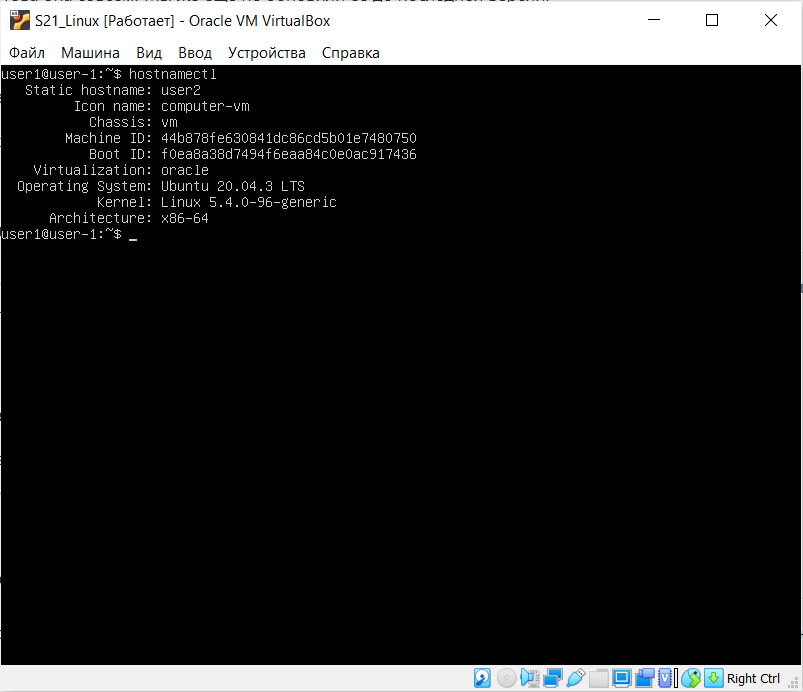 S21_Linux [Работает] - Oracle VM VirtualBox
Файл Машина Вид Ввод Устройства Справка
user1@user-1:~$ hostnamectl
Static hostname: user2
Icon name: computer-vm
Chassis: vm
Machine ID: 44b878fe630841dc86cd5b01e7480750
Boot ID: f0ea8a38d7494f6eaa84c0e0ac917436
Virtualization: oracle
Operating System: Ubuntu 20.04.3 LTS
Kernel: Linux 5.4.0-96-generic
Architecture: x86-64
user1@user-1:~$ _
Right Ctrl